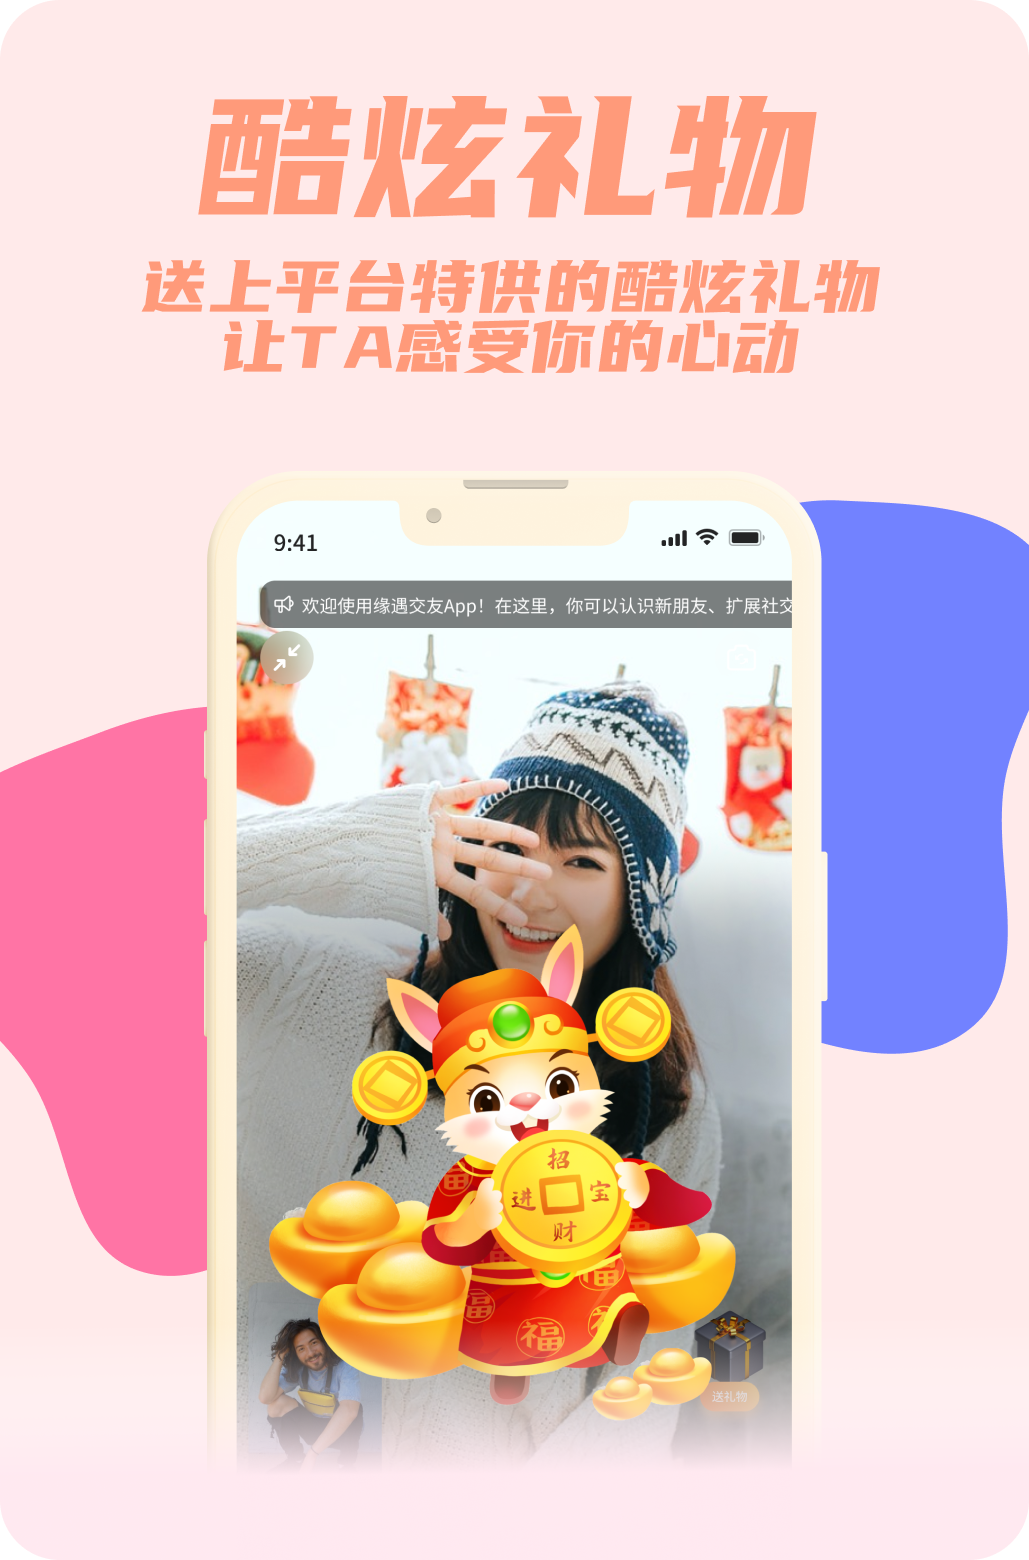 酷炫礼物
送上平台特供的酷炫礼物
让TA感受你的心动
9:41
欢迎使用缘遇交友App！在这里，你可以认识新朋友、扩展社交
招
进 宝
财
福
福
福
福
送礼物